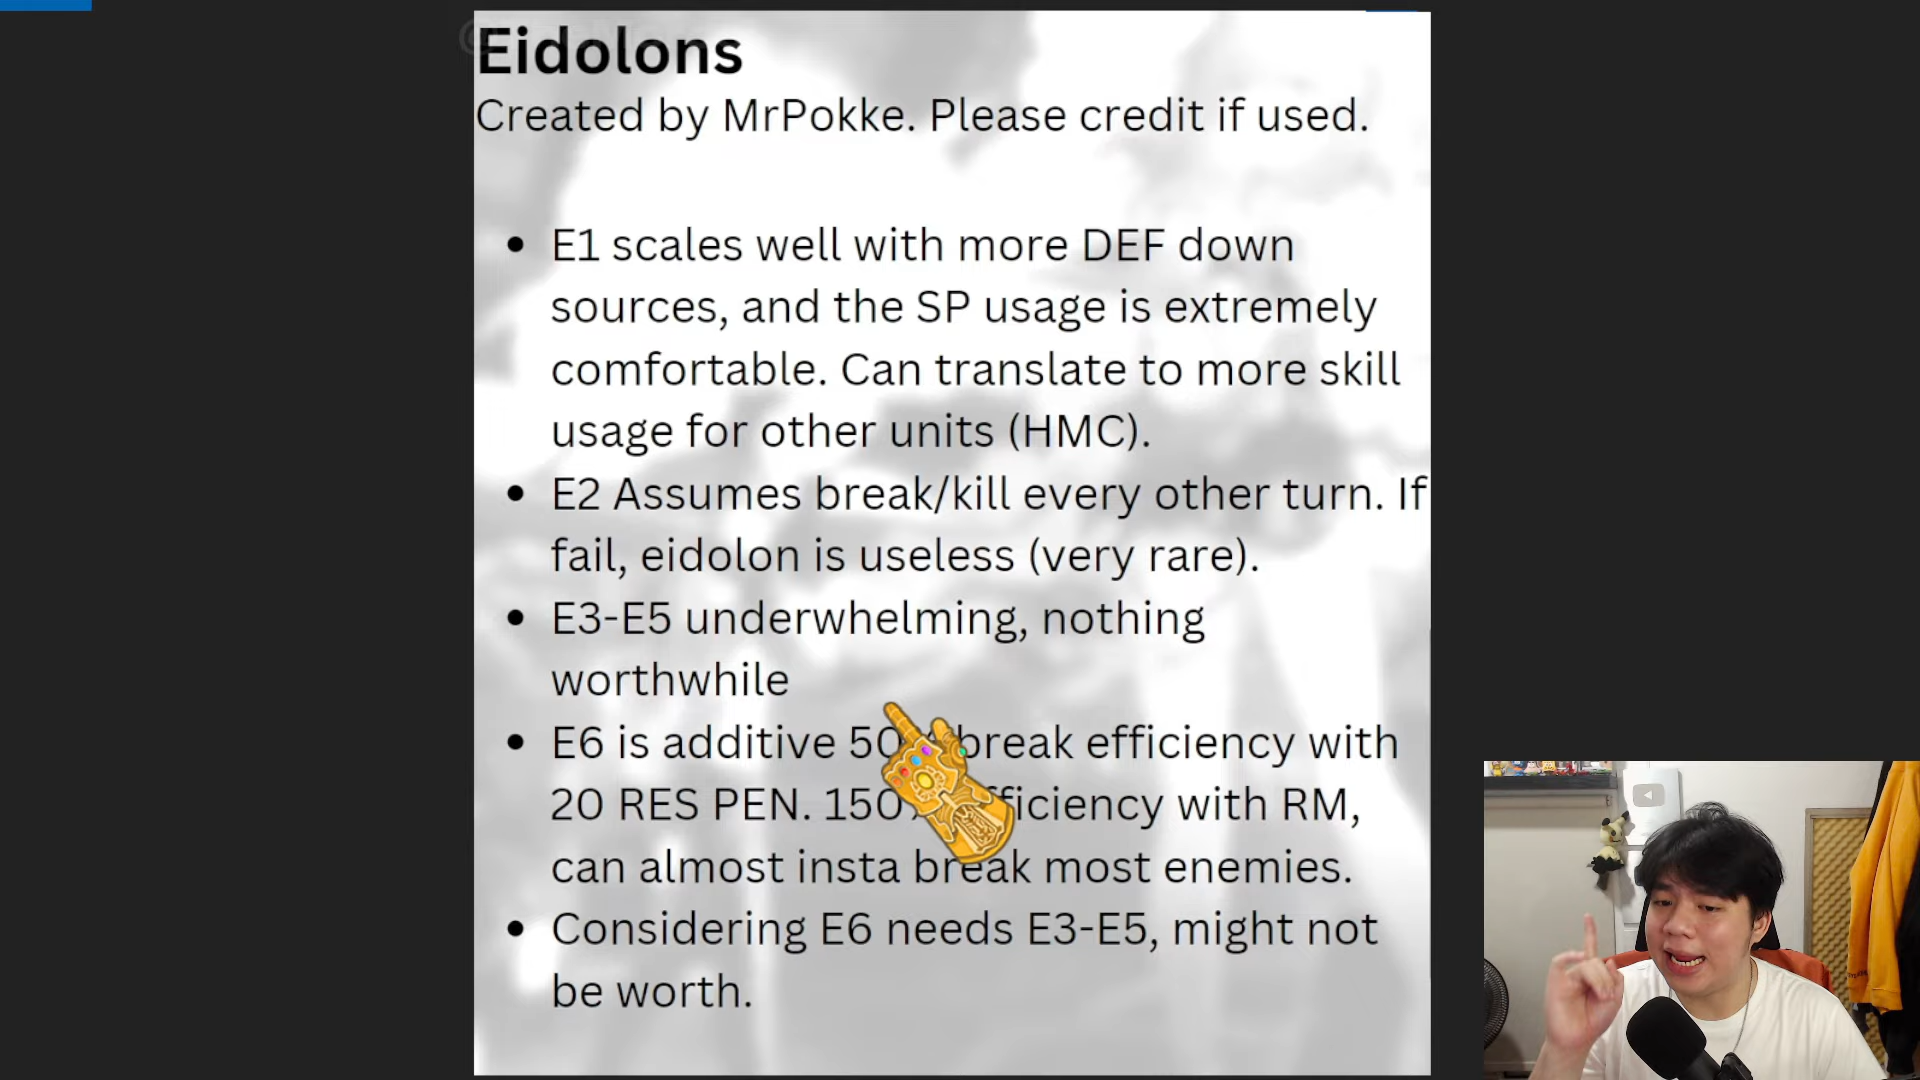 Eidolons
Created by MrPokke. Please credit if used.
• E1 scales well with more DEF down
sources, and the SP usage is extremely
comfortable. Can translate to more skill
usage for other units (HMC).
• E2 Assumes break/kill every other turn. If
fail, eidolon is useless (very rare).
• E3-E5 underwhelming, nothing
worthwhile
• E6 is additive 50% break efficiency with
20 RES PEN. 150% efficiency with RM,
can almost insta break most enemies.
• Considering E6 needs E3-E5, might not
be worth.